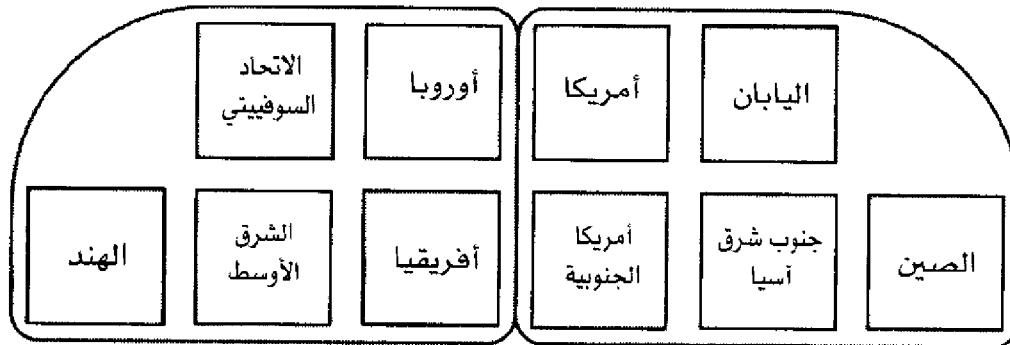 اليابان
أمريكا
أوروبا
الاتحاد
السوفييتي
الصين
جنوب شرق
آسيا
أمريكا
الجنوبية
أفريقيا
الشرق
الأوسط
الهند